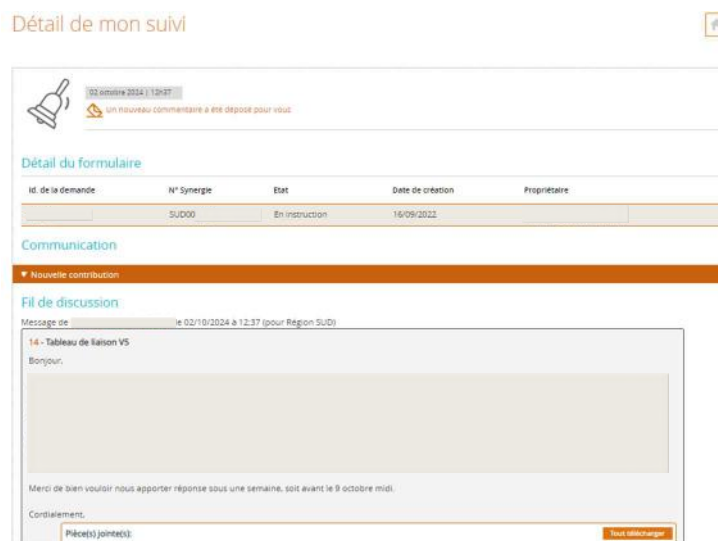 Détail de mon suivi
02 octobre 2024 | 12h37
Un nouveau commentaire a été déposé pour vous
Détail du formulaire
Id. de la demande N° Synergie Etat Date de création Propriétaire
SUD00 En instruction 16/09/2022
Communication
▼ Nouvelle contribution
Fil de discussion
Message de le 02/10/2024 à 12:37 (pour Région SUD)
14 - Tableau de liaison V5
Bonjour,
Merci de bien vouloir nous apporter réponse sous une semaine, soit avant le 9 octobre midi.
Cordialement,
Pièce(s) jointe(s): Tout télécharger